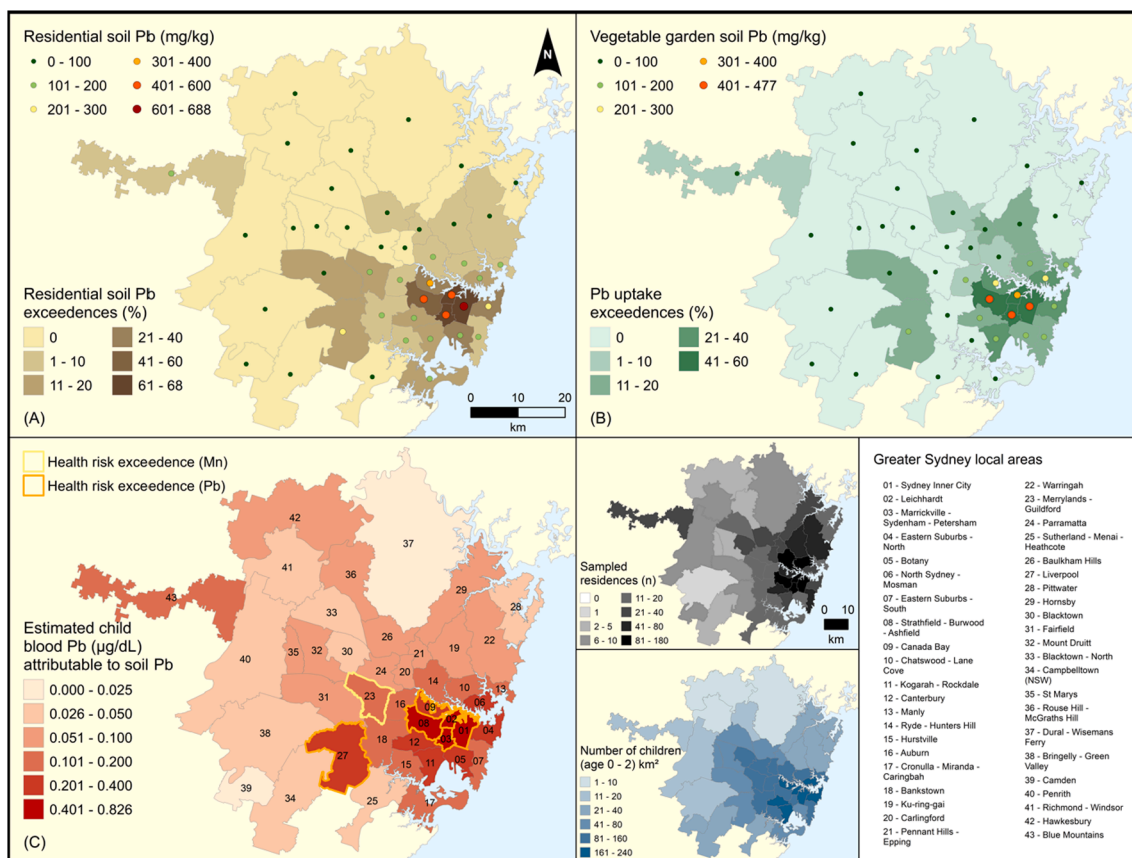 Residential soil Pb (mg/kg)
0 - 100
101 - 200
201 - 300
301 - 400
401 - 600
601 - 688
N
Residential soil Pb
exceedences (%)
0
1 - 10
11 - 20
21 - 40
41 - 60
61 - 68
0 10 20
km
(A)
Vegetable garden soil Pb (mg/kg)
0 - 100
101 - 200
201 - 300
301 - 400
401 - 477
Pb uptake
exceedences (%)
0
1 - 10
11 - 20
21 - 40
41 - 60
(B)
Health risk exceedence (Mn)
Health risk exceedence (Pb)
Estimated child
blood Pb (µg/dL)
attributable to soil Pb
0.000 - 0.025
0.026 - 0.050
0.051 - 0.100
0.101 - 0.200
0.201 - 0.400
0.401 - 0.826
(C)
42
37
41
36
43
29
28
33
40
26
22
35
32
30
21
19
24
20
14
10
13
31
23
16
09
06
08
02
01
38
27
18
12
03
04
15
11
05
07
39
34
25
17
Sampled
residences (n)
0
1
2 - 5
6 - 10
11 - 20
21 - 40
41 - 80
81 - 180
0 10
km
Number of children
(age 0 - 2) km²
1 - 10
11 - 20
21 - 40
41 - 80
81 - 160
161 - 240
Greater Sydney local areas
01 - Sydney Inner City
02 - Leichhardt
03 - Marrickville -
Sydenham - Petersham
04 - Eastern Suburbs -
North
05 - Botany
06 - North Sydney -
Mosman
07 - Eastern Suburbs -
South
08 - Strathfield - Burwood
- Ashfield
09 - Canada Bay
10 - Chatswood - Lane
Cove
11 - Kogarah - Rockdale
12 - Canterbury
13 - Manly
14 - Ryde - Hunters Hill
15 - Hurstville
16 - Auburn
17 - Cronulla - Miranda -
Caringbah
18 - Bankstown
19 - Ku-ring-gai
20 - Carlingford
21 - Pennant Hills -
Epping
22 - Warringah
23 - Merrylands -
Guildford
24 - Parramatta
25 - Sutherland - Menai -
Heathcote
26 - Baulkham Hills
27 - Liverpool
28 - Pittwater
29 - Hornsby
30 - Blacktown
31 - Fairfield
32 - Mount Druitt
33 - Blacktown - North
34 - Campbelltown
(NSW)
35 - St Marys
36 - Rouse Hill -
McGraths Hill
37 - Dural - Wisemans
Ferry
38 - Bringelly - Green
Valley
39 - Camden
40 - Penrith
41 - Richmond - Windsor
42 - Hawkesbury
43 - Blue Mountains